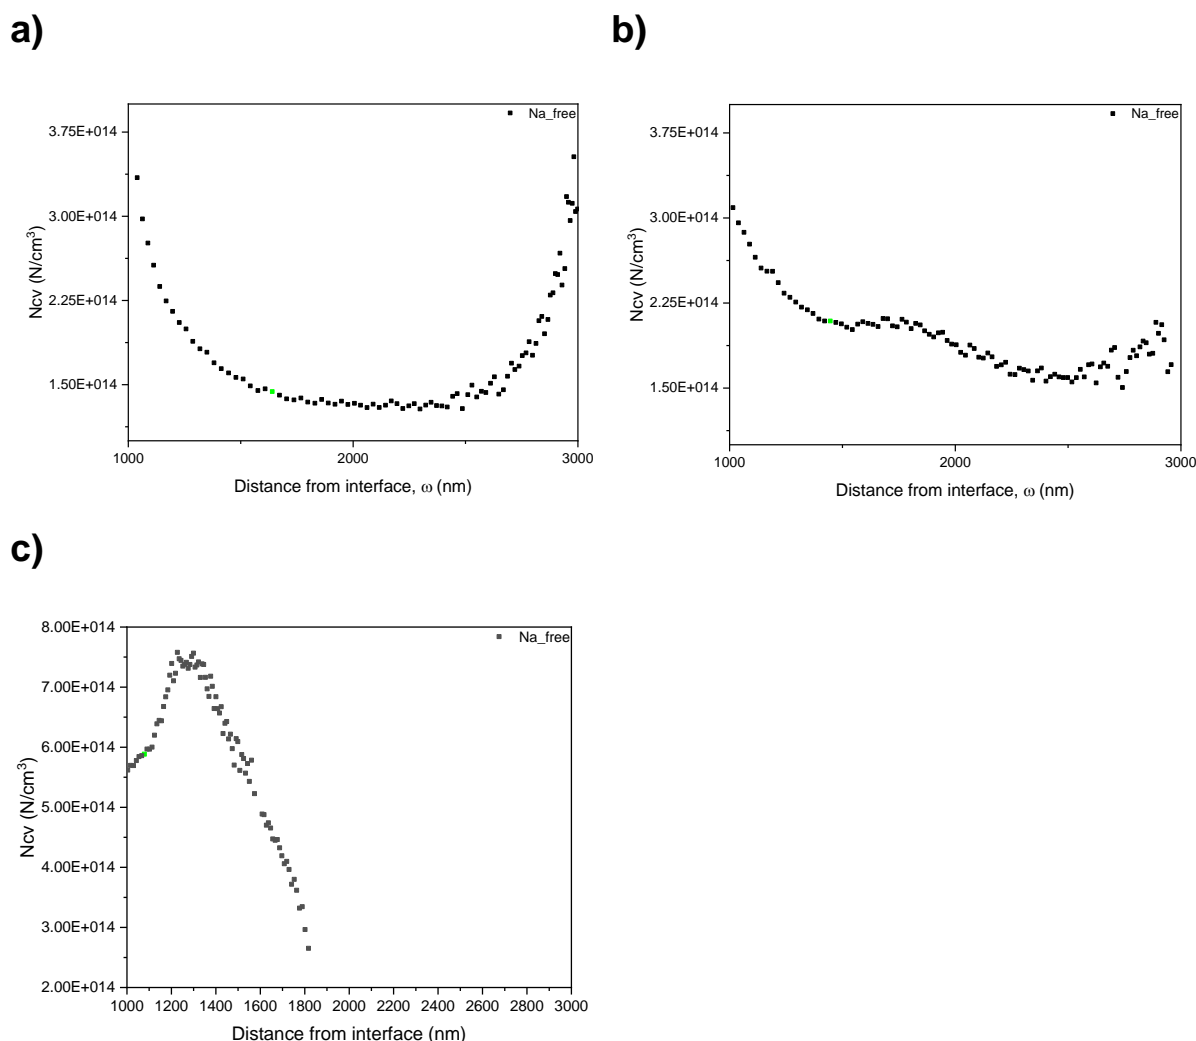 a)
Na_free
3.75E+014
3.00E+014
2.25E+014
1.50E+014
Ncv (N/cm³)
1000
2000
3000
Distance from interface, ω (nm)
b)
Na_free
3.75E+014
3.00E+014
2.25E+014
1.50E+014
Ncv (N/cm³)
1000
2000
3000
Distance from interface, ω (nm)
c)
Na_free
8.00E+014
7.00E+014
6.00E+014
5.00E+014
4.00E+014
3.00E+014
2.00E+014
Ncv (N/cm³)
1000 1200 1400 1600 1800 2000 2200 2400 2600 2800 3000
Distance from interface (nm)